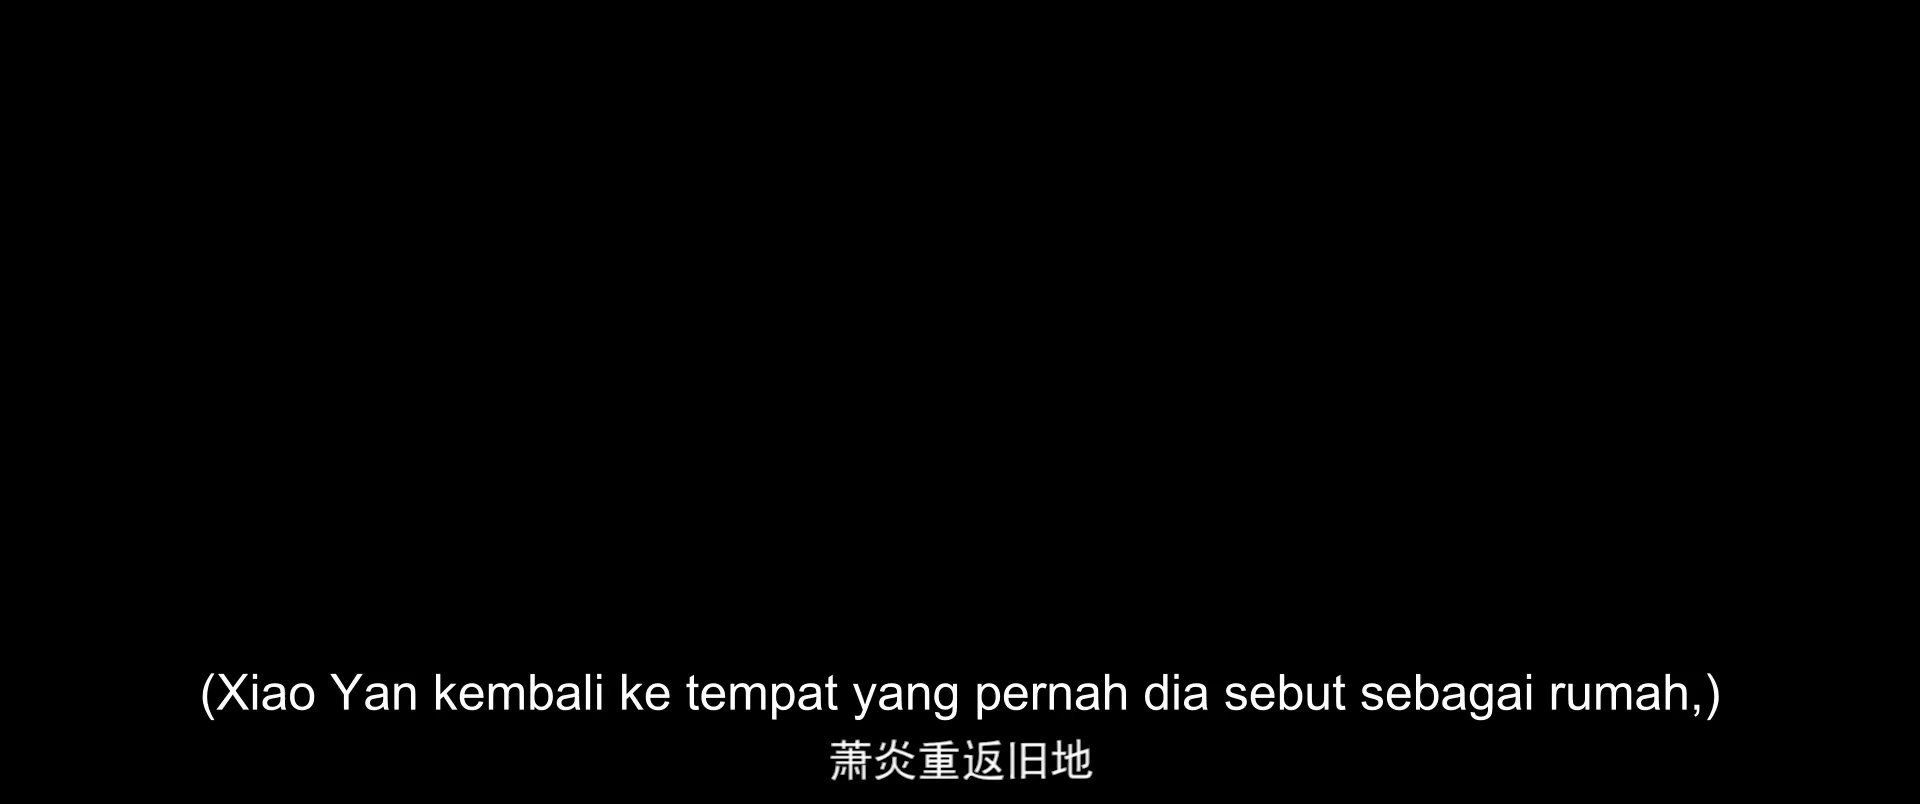 (Xiao Yan kembali ke tempat yang pernah dia sebut sebagai rumah,)
萧炎重返旧地